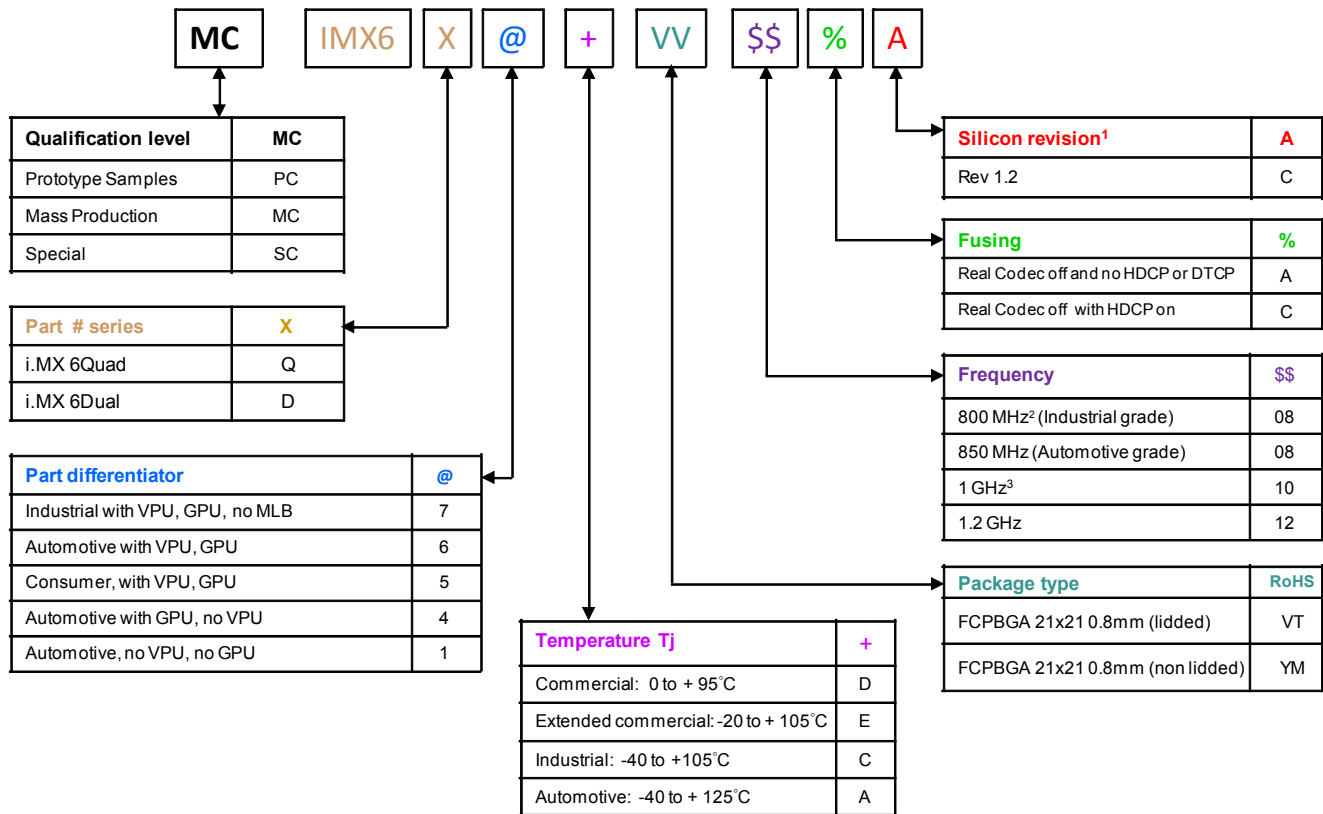 MC IMX6 X @ + VV $$ % A
Qualification level MC
Prototype Samples PC
Mass Production MC
Special SC
Part # series X
i.MX 6Quad Q
i.MX 6Dual D
Part differentiator @
Industrial with VPU, GPU, no MLB 7
Automotive with VPU, GPU 6
Consumer, with VPU, GPU 5
Automotive with GPU, no VPU 4
Automotive, no VPU, no GPU 1
Temperature Tj +
Commercial: 0 to + 95°C D
Extended commercial: -20 to + 105°C E
Industrial: -40 to +105°C C
Automotive: -40 to + 125°C A
Silicon revision¹ A
Rev 1.2 C
Fusing %
Real Codec off and no HDCP or DTCP A
Real Codec off with HDCP on C
Frequency $$
800 MHz² (Industrial grade) 08
850 MHz (Automotive grade) 08
1 GHz³ 10
1.2 GHz 12
Package type RoHS
FCPBGA 21x21 0.8mm (lidded) VT
FCPBGA 21x21 0.8mm (non lidded) YM